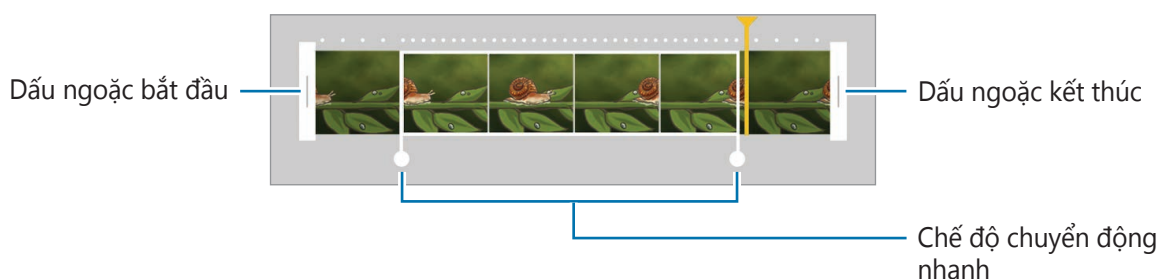 Dấu ngoặc bắt đầu
Dấu ngoặc kết thúc
Chế độ chuyển động
nhanh